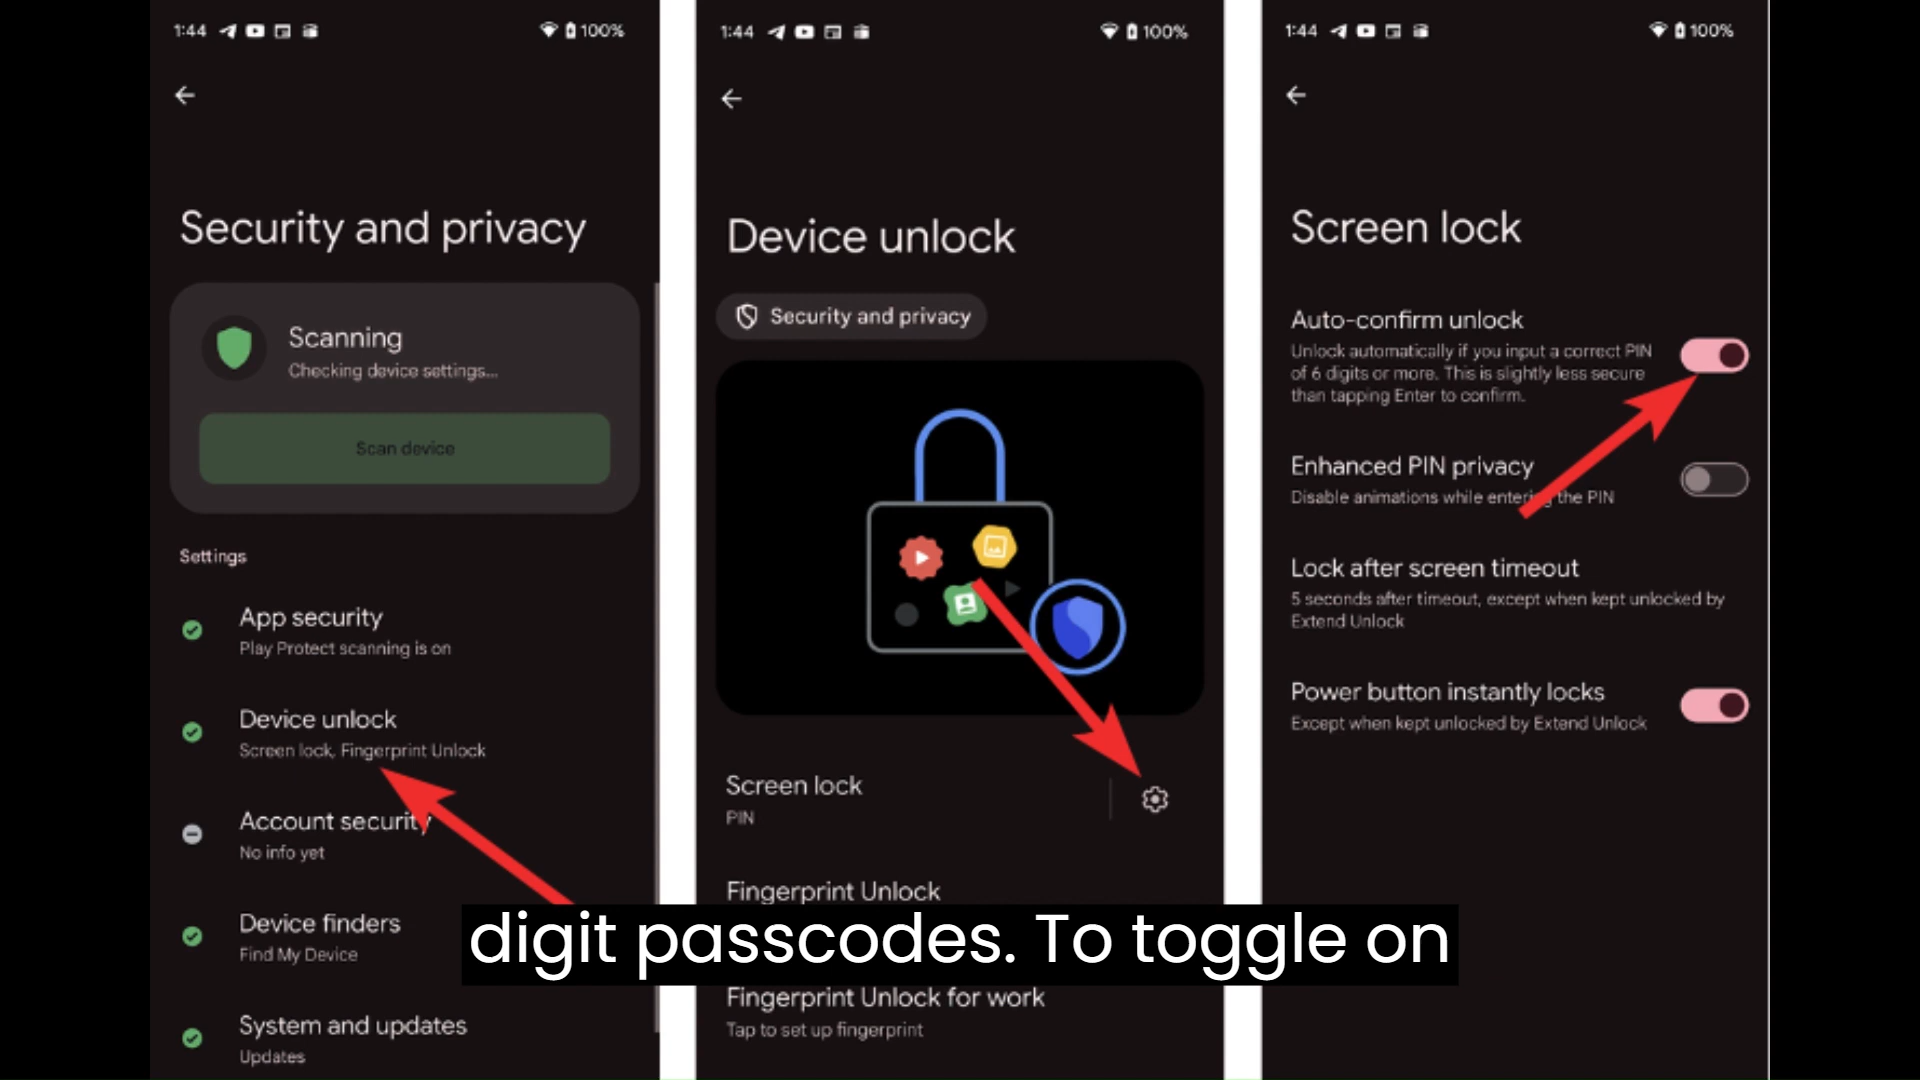 1:44
100%
Security and privacy
Scanning
Checking device settings...
Scan device
Settings
App security
Play Protect scanning is on
Device unlock
Screen lock, Fingerprint Unlock
Account security
No info yet
Device finders
Find My Device
System and updates
Updates
1:44
100%
Device unlock
Security and privacy
Screen lock
PIN
Fingerprint Unlock
Fingerprint Unlock for work
Tap to set up fingerprint
1:44
100%
Screen lock
Auto-confirm unlock
Unlock automatically if you input a correct PIN
of 6 digits or more. This is slightly less secure
than tapping Enter to confirm.
Enhanced PIN privacy
Disable animations while entering the PIN
Lock after screen timeout
5 seconds after timeout, except when kept unlocked by
Extend Unlock
Power button instantly locks
Except when kept unlocked by Extend Unlock
digit passcodes. To toggle on